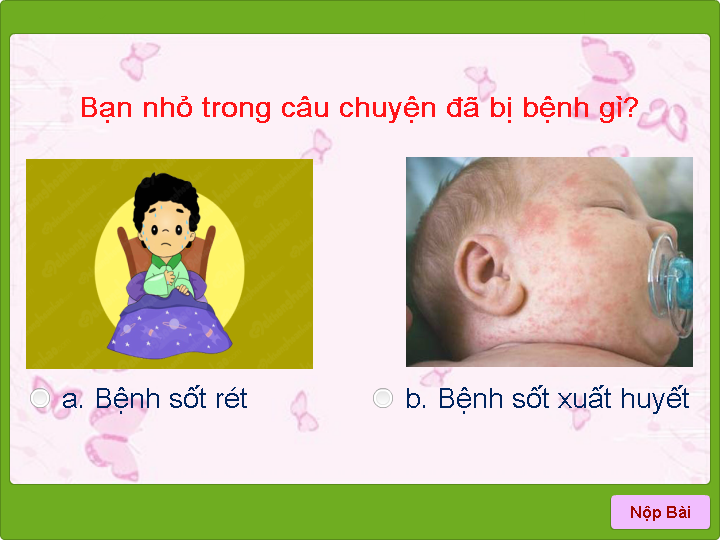 Bạn nhỏ trong câu chuyện đã bị bệnh gì?
a. Bệnh sốt rét
b. Bệnh sốt xuất huyết
Nộp Bài